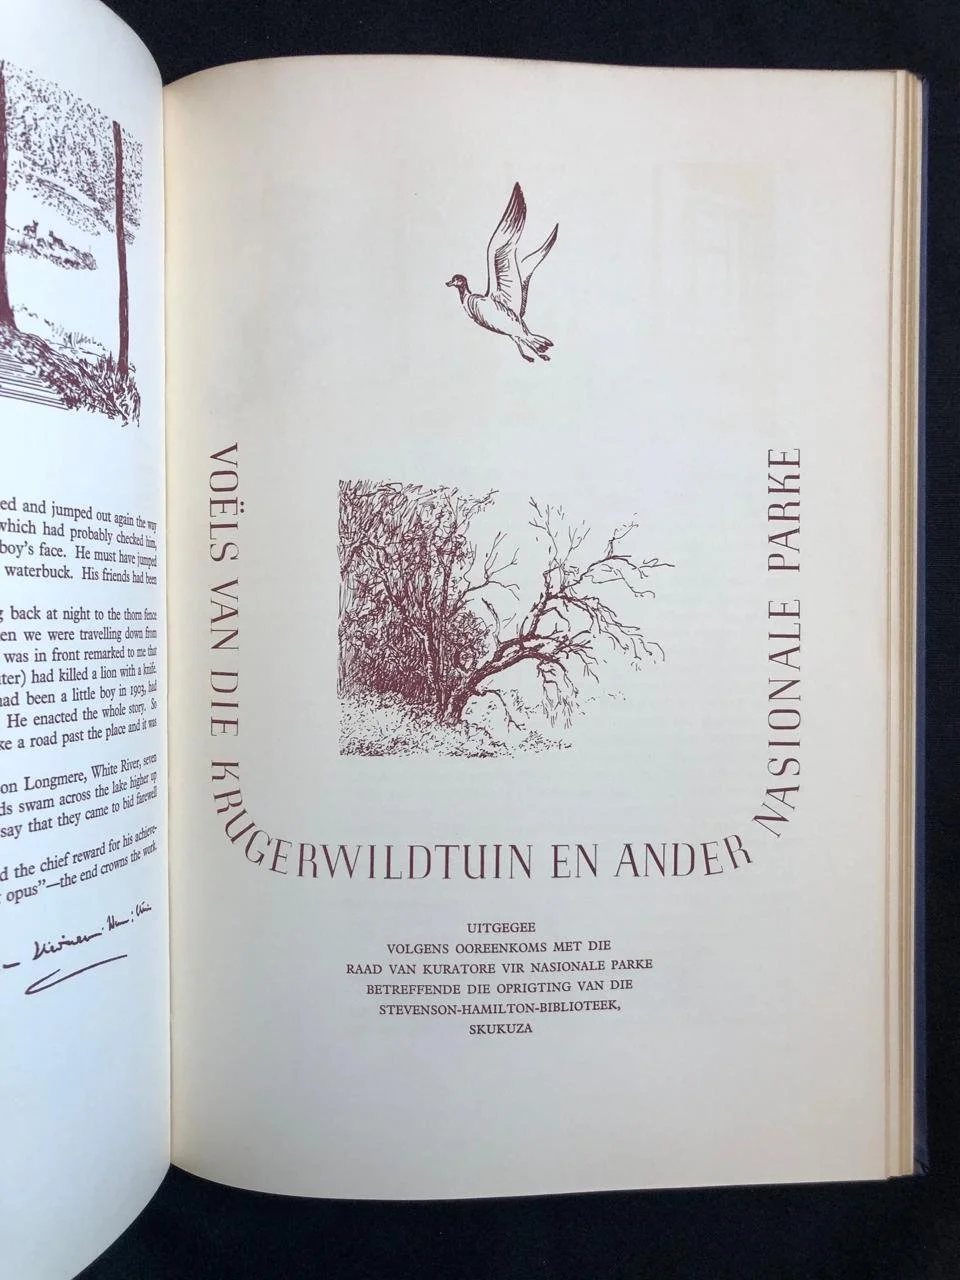 ed and jumped out again the way
which had probably checked him,
boy's face. He must have jumped
waterbuck. His friends had been
g back at night to the thorn fence
en we were travelling down from
was in front remarked to me that
ter) had killed a lion with a knife.
had been a little boy in 1903, had
He enacted the whole story. So
ke a road past the place and it was
on Longmere, White River, seven
ds swam across the lake higher up
say that they came to bid farewell
d the chief reward for his achieve-
opus"—the end crowns the work.
VOËLS VAN DIE KRUGERWILDTUIN EN ANDER NASIONALE PARKE
UITGEGEE
VOLGENS OOREENKOMS MET DIE
RAAD VAN KURATORE VIR NASIONALE PARKE
BETREFFENDE DIE OPRIGTING VAN DIE
STEVENSON-HAMILTON-BIBLIOTEEK,
SKUKUZA